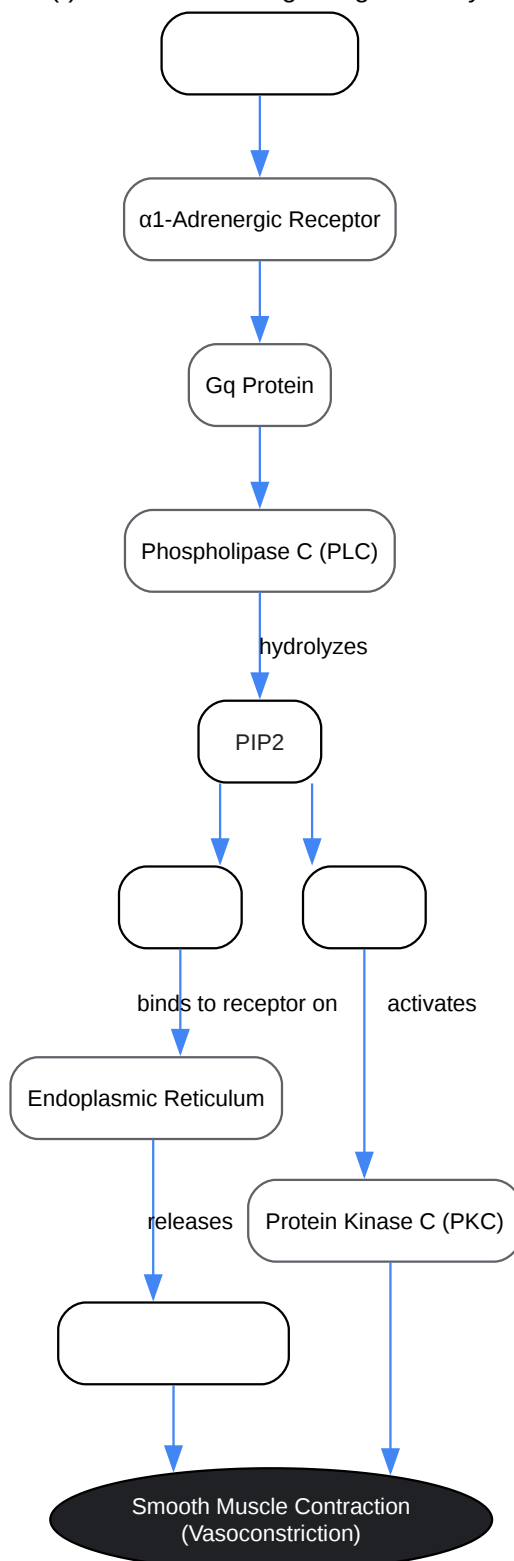 α1-Adrenergic Receptor
Gq Protein
Phospholipase C (PLC)
hydrolyzes
PIP2
binds to receptor on
activates
Endoplasmic Reticulum
releases
Protein Kinase C (PKC)
Smooth Muscle Contraction
(Vasoconstriction)